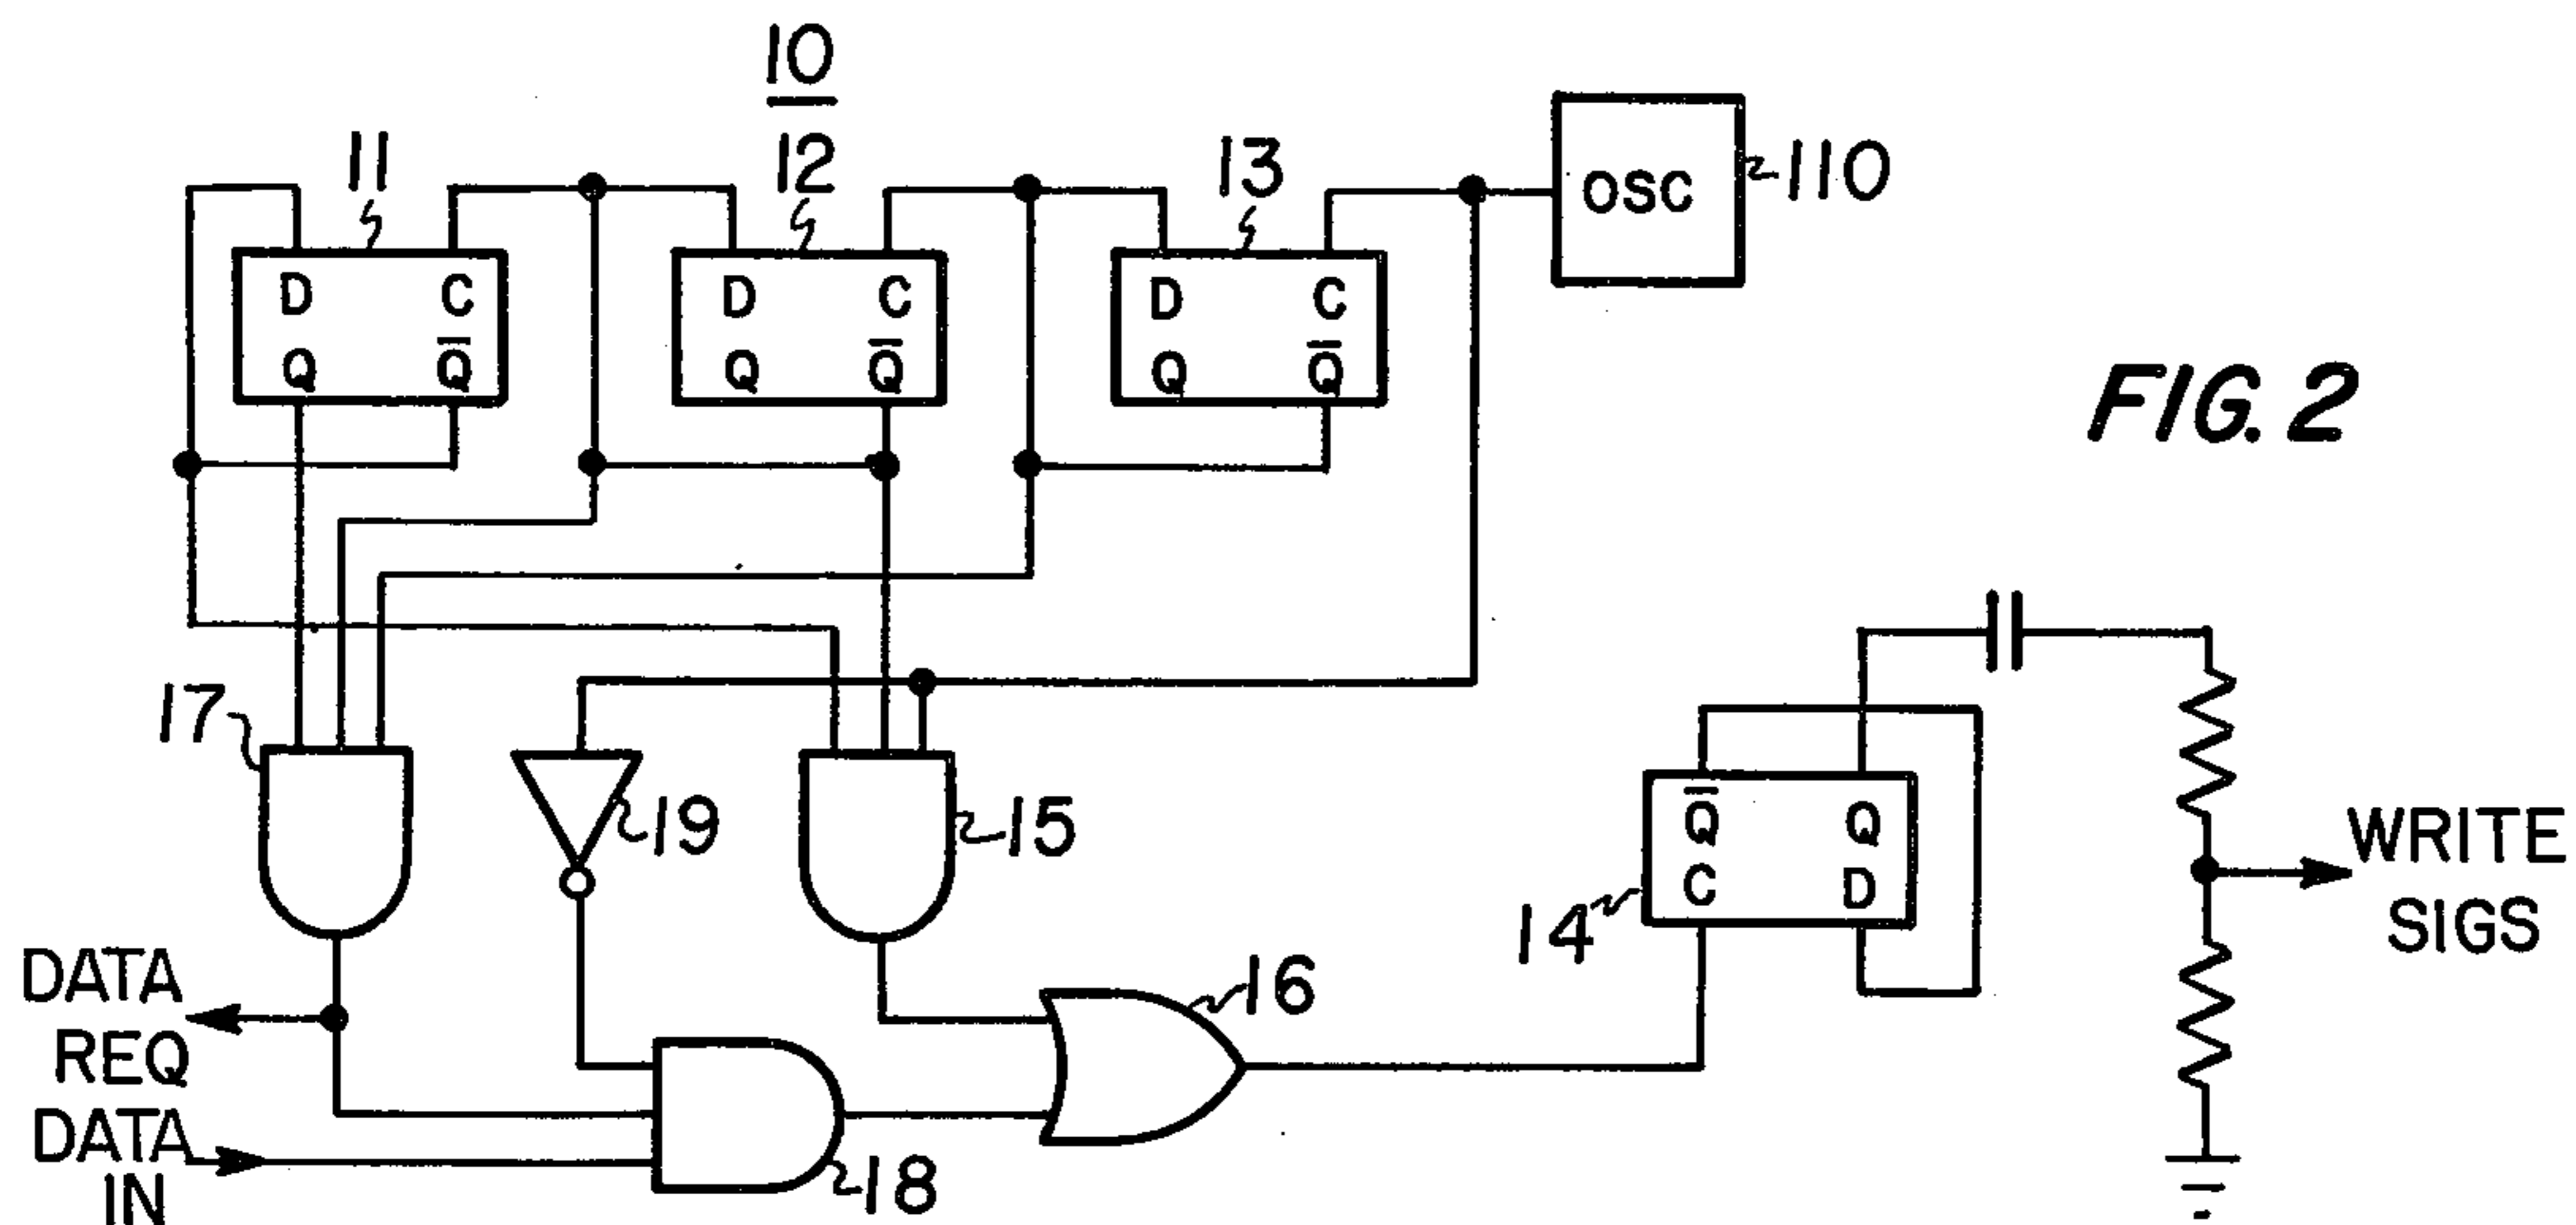 10
11
12
13
OSC
110
D C
Q Q̅
D C
Q Q̅
D C
Q Q̅
FIG. 2
17
19
15
Q̅ Q
C D
14
WRITE
SIGS
DATA
REQ
16
DATA
IN
18